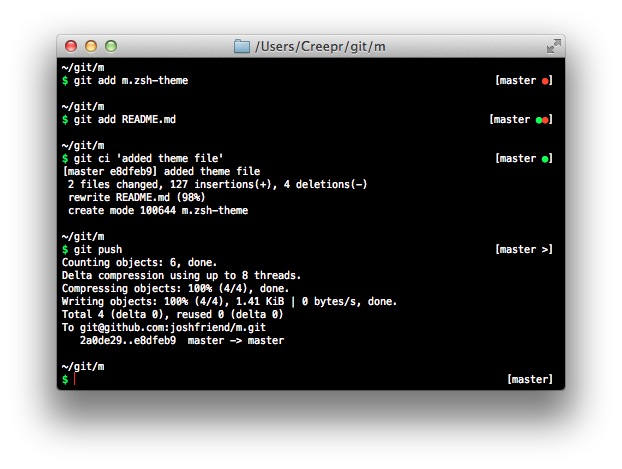 /Users/Creepr/git/m
~/git/m
$ git add m.zsh-theme [master ●]
~/git/m
$ git add README.md [master ●●]
~/git/m
$ git ci 'added theme file' [master ●]
[master e8dfeb9] added theme file
 2 files changed, 127 insertions(+), 4 deletions(-)
 rewrite README.md (98%)
 create mode 100644 m.zsh-theme
~/git/m
$ git push [master >]
Counting objects: 6, done.
Delta compression using up to 8 threads.
Compressing objects: 100% (4/4), done.
Writing objects: 100% (4/4), 1.41 KiB | 0 bytes/s, done.
Total 4 (delta 0), reused 0 (delta 0)
To git@github.com:joshfriend/m.git
   2a0de29..e8dfeb9  master -> master
~/git/m
$ [master]